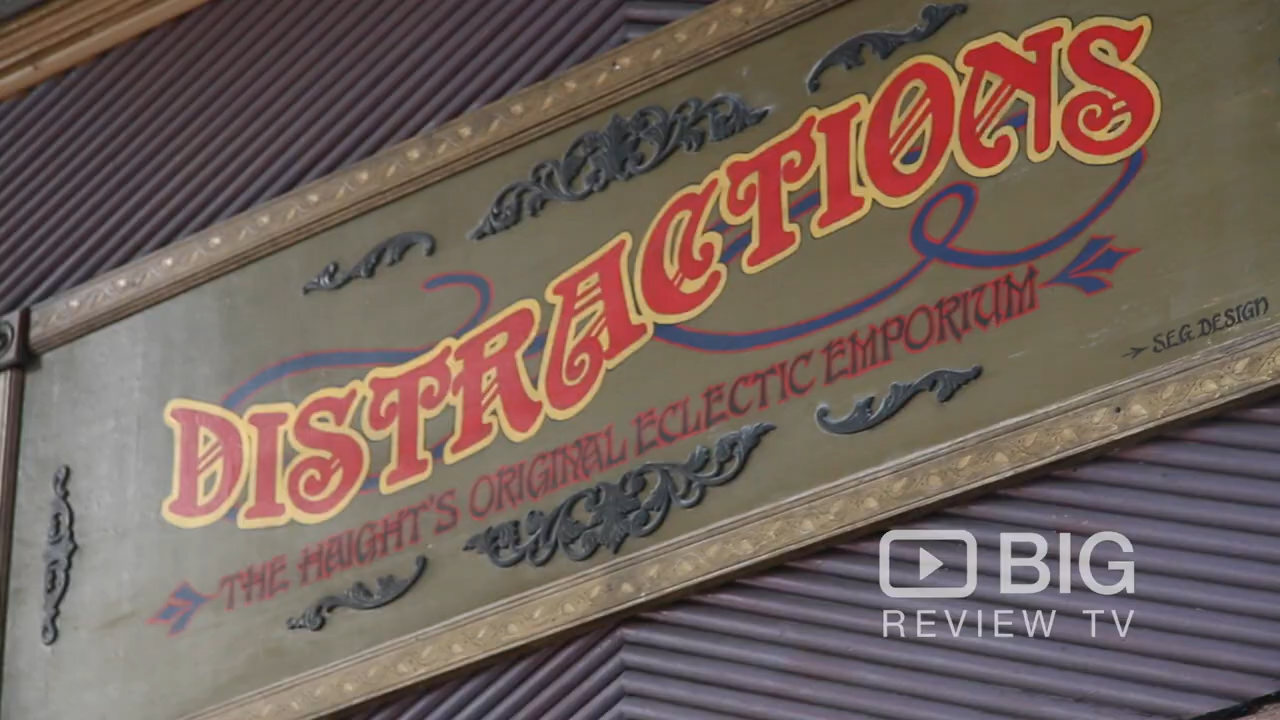 DISTRACTIONS
THE HAIGHT'S ORIGINAL ECLECTIC EMPORIUM
S.E.G. DESIGN
BIG
REVIEW TV